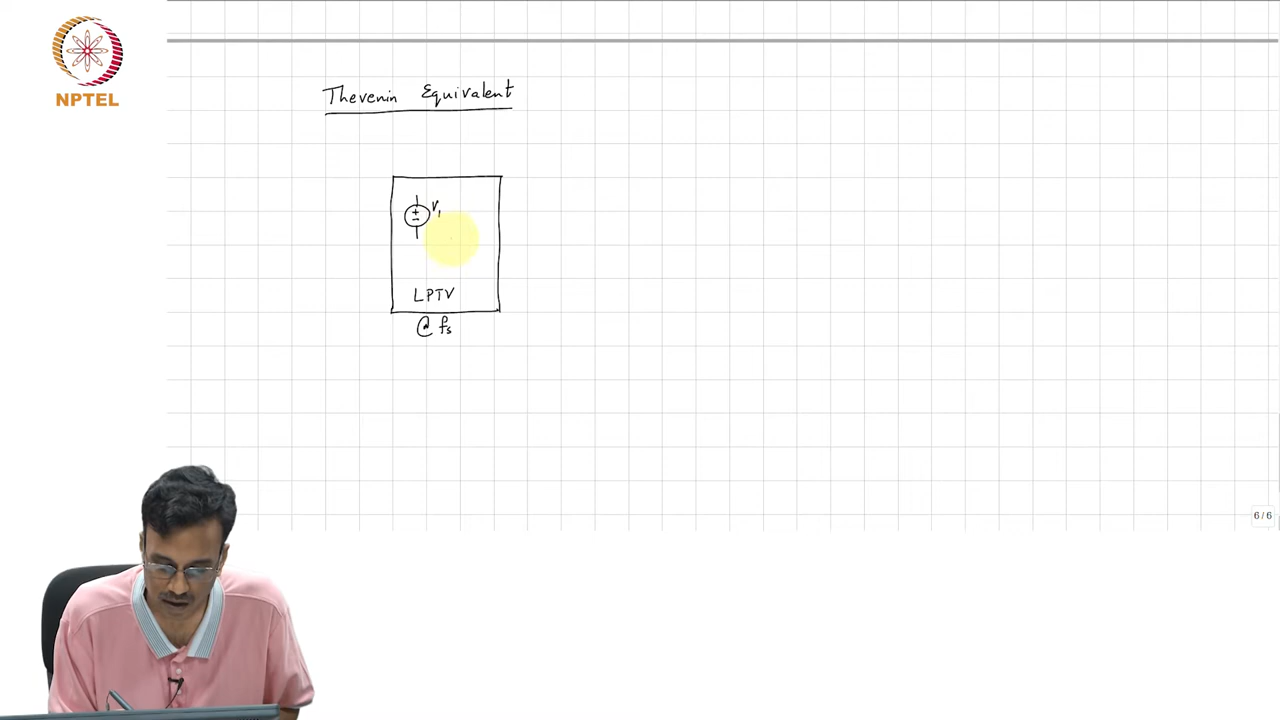 NPTEL
Thevenin Equivalent
V1
LPTV
@ fs
6 / 6